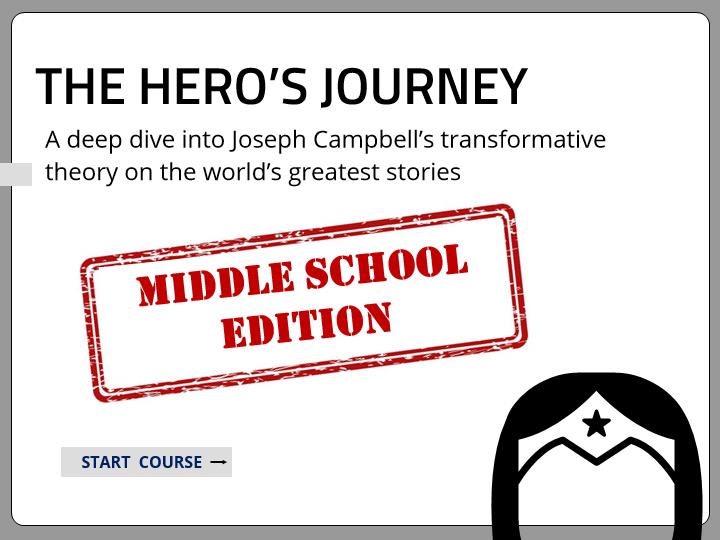 THE HERO’S JOURNEY
A deep dive into Joseph Campbell’s transformative
theory on the world’s greatest stories
MIDDLE SCHOOL
EDITION
START COURSE